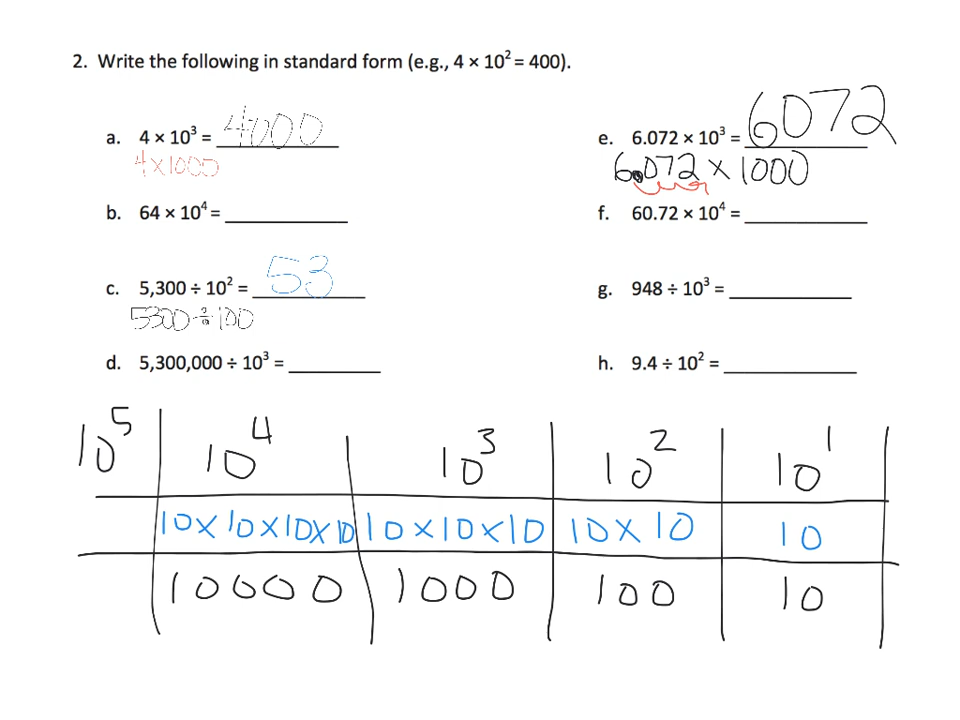 2. Write the following in standard form (e.g., 4 × 10² = 400).
a. 4 × 10³ = 4000
4×1000
b. 64 × 10⁴ = ____________
c. 5,300 ÷ 10² = 53
5300 ÷ 100
d. 5,300,000 ÷ 10³ = _________
e. 6.072 × 10³ = 6072
6.072 × 1000
f. 60.72 × 10⁴ = ____________
g. 948 ÷ 10³ = ____________
h. 9.4 ÷ 10² = _____________
10⁵ 10⁴ 10³ 10² 10¹
10×10×10×10 10×10×10 10×10 10
10000 1000 100 10